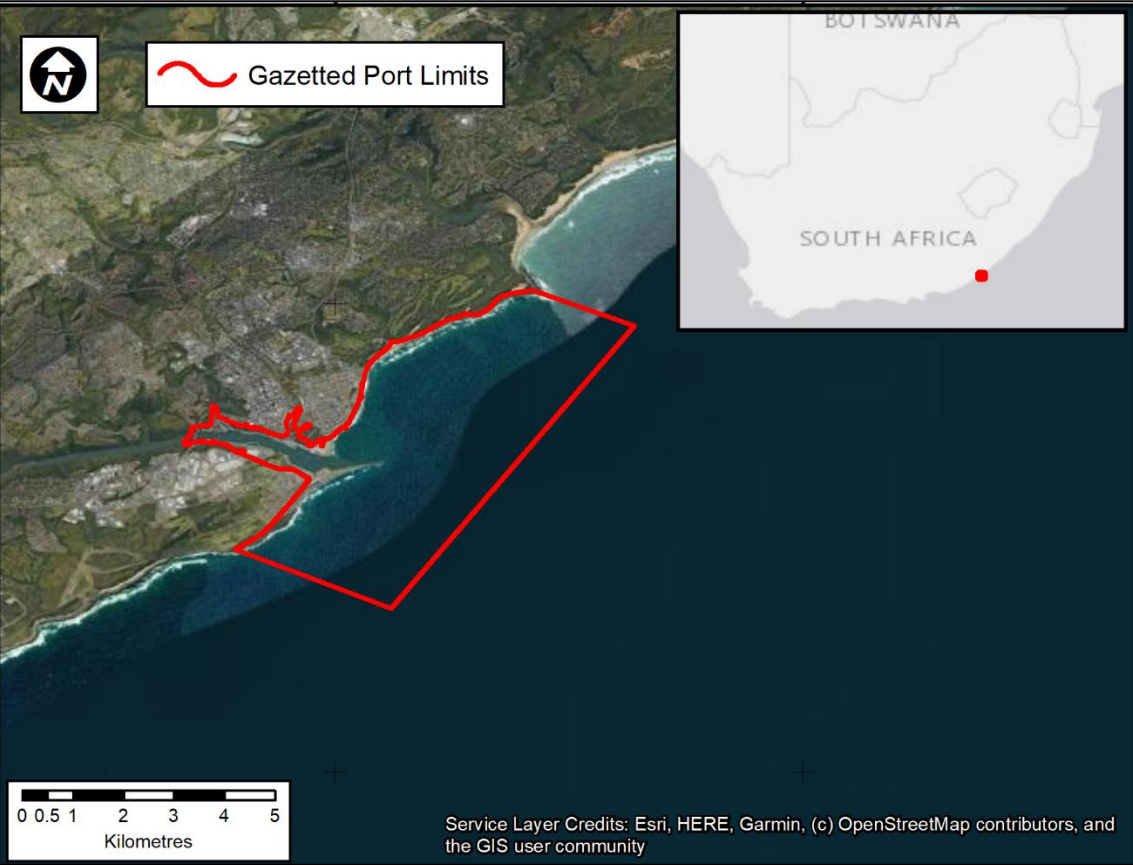 N
Gazetted Port Limits
BOTSWANA
SOUTH AFRICA
0 0.5 1 2 3 4 5
Kilometres
Service Layer Credits: Esri, HERE, Garmin, (c) OpenStreetMap contributors, and
the GIS user community